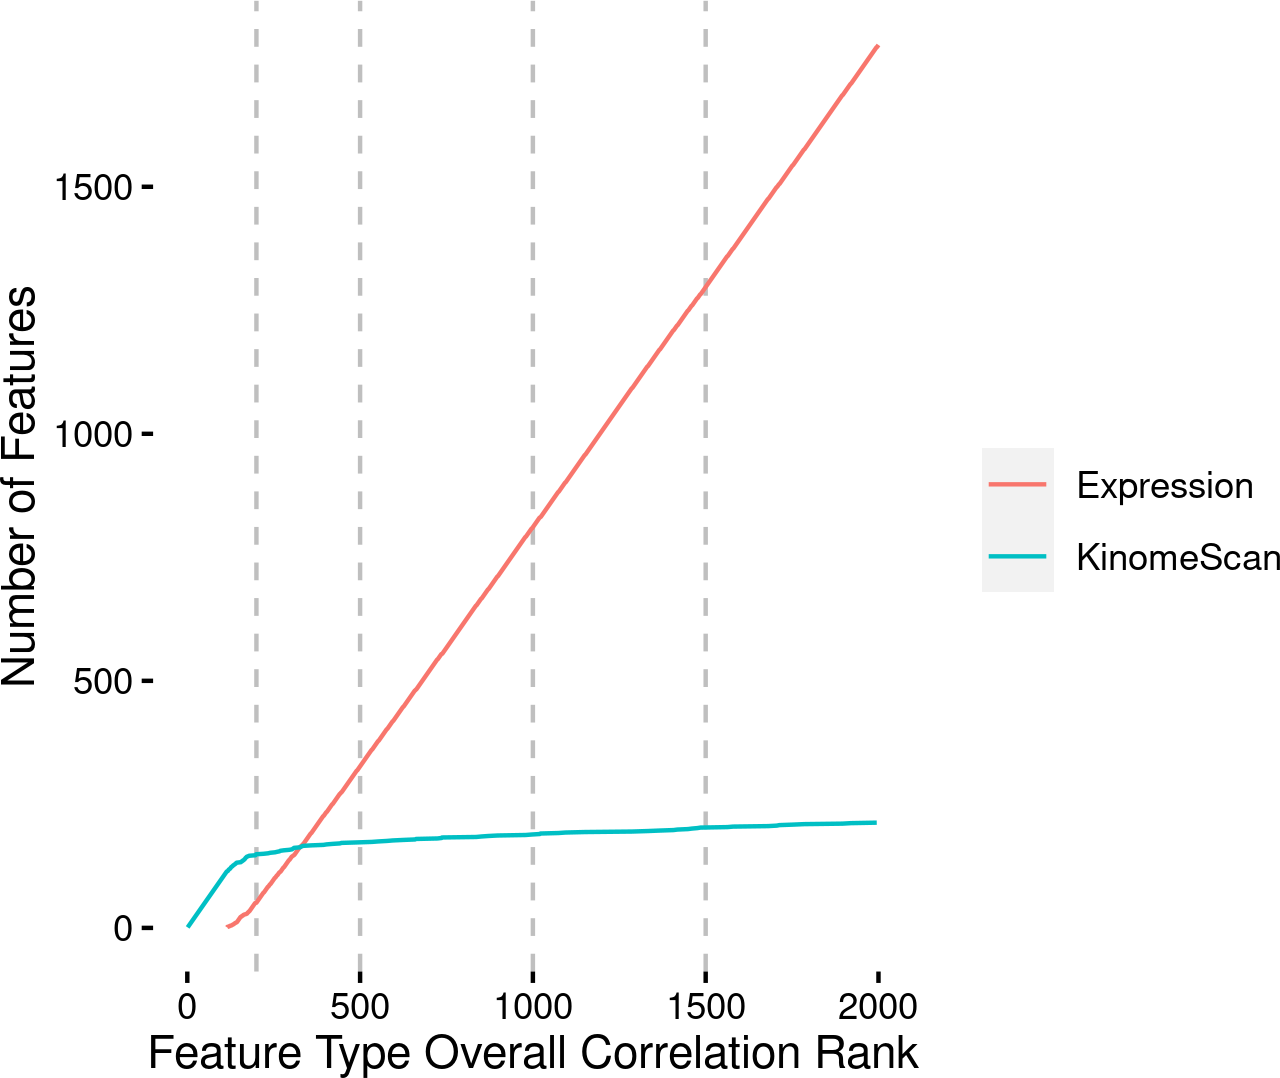 Number of Features
1500
1000
500
0
0 500 1000 1500 2000
Feature Type Overall Correlation Rank
Expression
KinomeScan